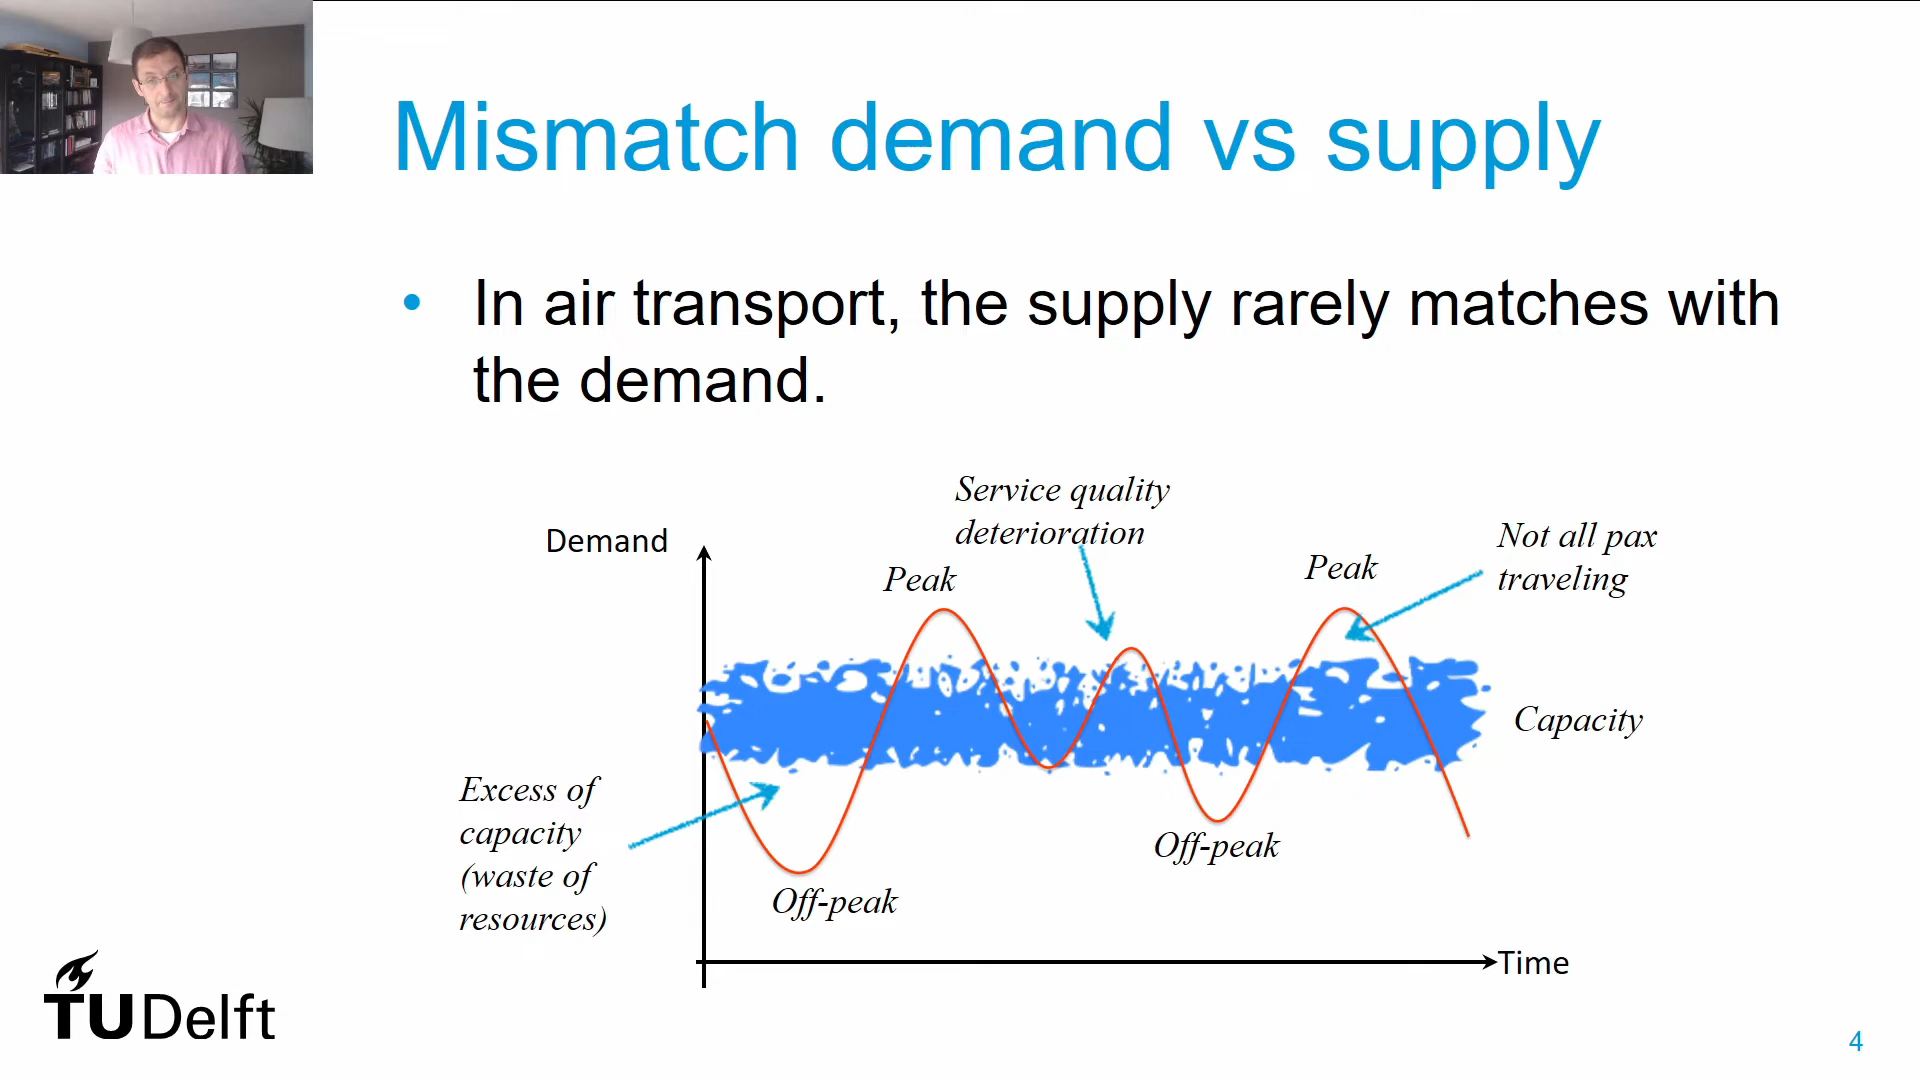 Mismatch demand vs supply
• In air transport, the supply rarely matches with
the demand.
Service quality
deterioration
Demand
Peak
Peak
Not all pax
traveling
Capacity
Excess of
capacity
(waste of
resources)
Off-peak
Off-peak
Time
TUDelft
4